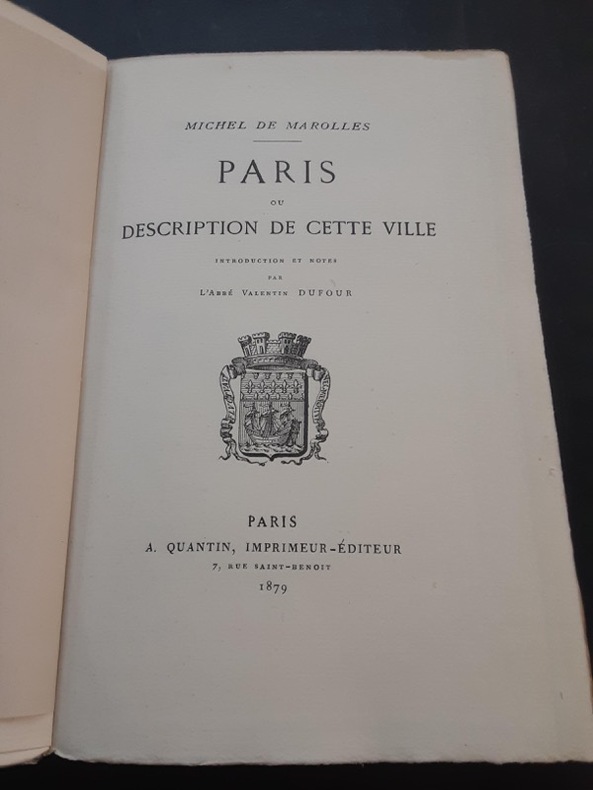 MICHEL DE MAROLLES
PARIS
OU
DESCRIPTION DE CETTE VILLE
INTRODUCTION ET NOTES
PAR
L'ABBÉ VALENTIN DUFOUR
PARIS
A. QUANTIN, IMPRIMEUR-ÉDITEUR
7, RUE SAINT-BENOIT
1879